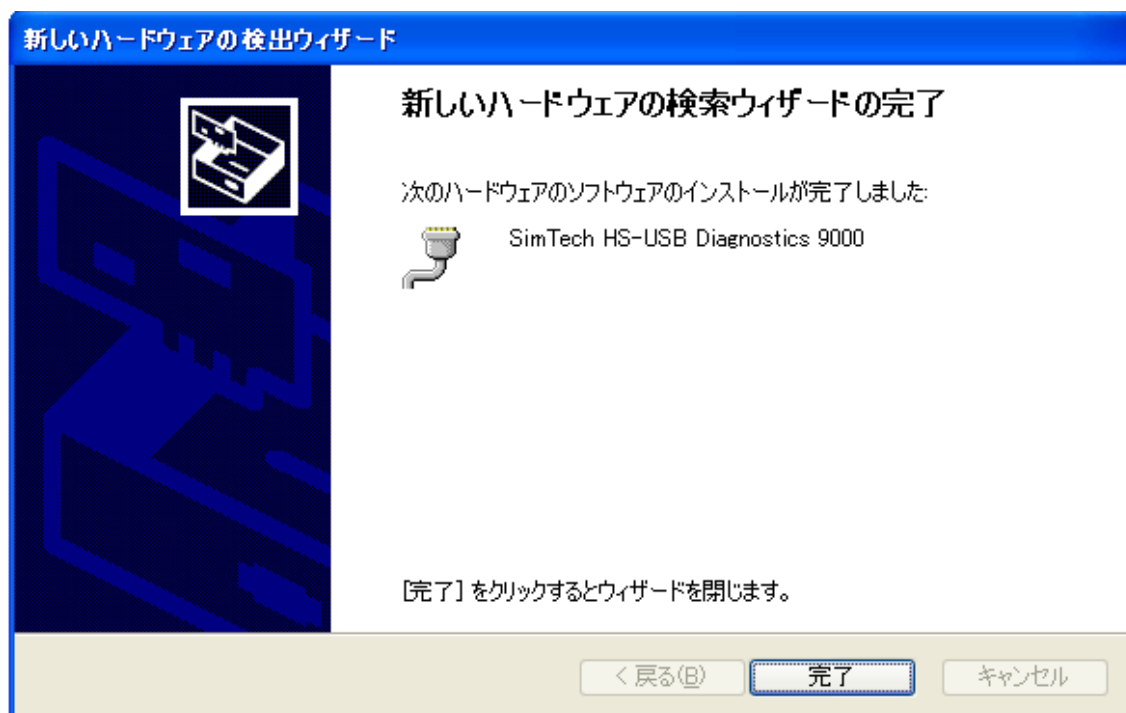 新しいハードウェアの検出ウィザード
新しいハードウェアの検索ウィザードの完了
次のハードウェアのソフトウェアのインストールが完了しました:
SimTech HS-USB Diagnostics 9000
[完了] をクリックするとウィザードを閉じます。
< 戻る(B)
完了
キャンセル